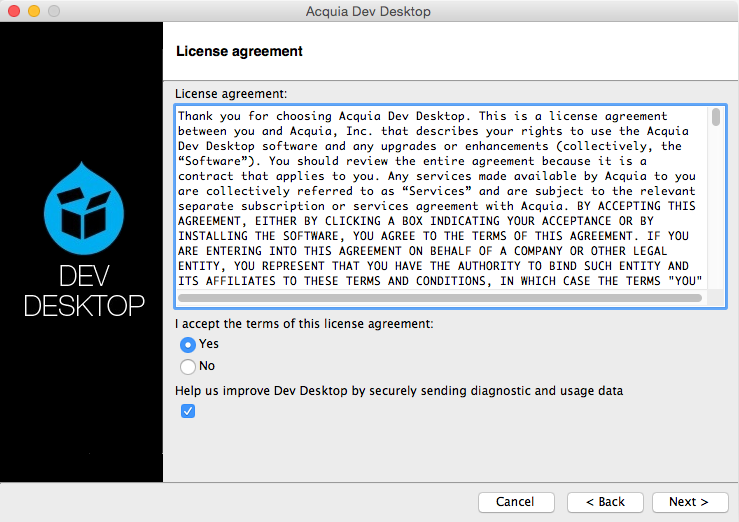 Acquia Dev Desktop
License agreement
License agreement:
Thank you for choosing Acquia Dev Desktop. This is a license agreement
between you and Acquia, Inc. that describes your rights to use the Acquia
Dev Desktop software and any upgrades or enhancements (collectively, the
“Software”). You should review the entire agreement because it is a
contract that applies to you. Any services made available by Acquia to you
are collectively referred to as “Services” and are subject to the relevant
separate subscription or services agreement with Acquia. BY ACCEPTING THIS
AGREEMENT, EITHER BY CLICKING A BOX INDICATING YOUR ACCEPTANCE OR BY
INSTALLING THE SOFTWARE, YOU AGREE TO THE TERMS OF THIS AGREEMENT. IF YOU
ARE ENTERING INTO THIS AGREEMENT ON BEHALF OF A COMPANY OR OTHER LEGAL
ENTITY, YOU REPRESENT THAT YOU HAVE THE AUTHORITY TO BIND SUCH ENTITY AND
ITS AFFILIATES TO THESE TERMS AND CONDITIONS, IN WHICH CASE THE TERMS "YOU"
DEV
DESKTOP
I accept the terms of this license agreement:
Yes
No
Help us improve Dev Desktop by securely sending diagnostic and usage data
Cancel
< Back
Next >